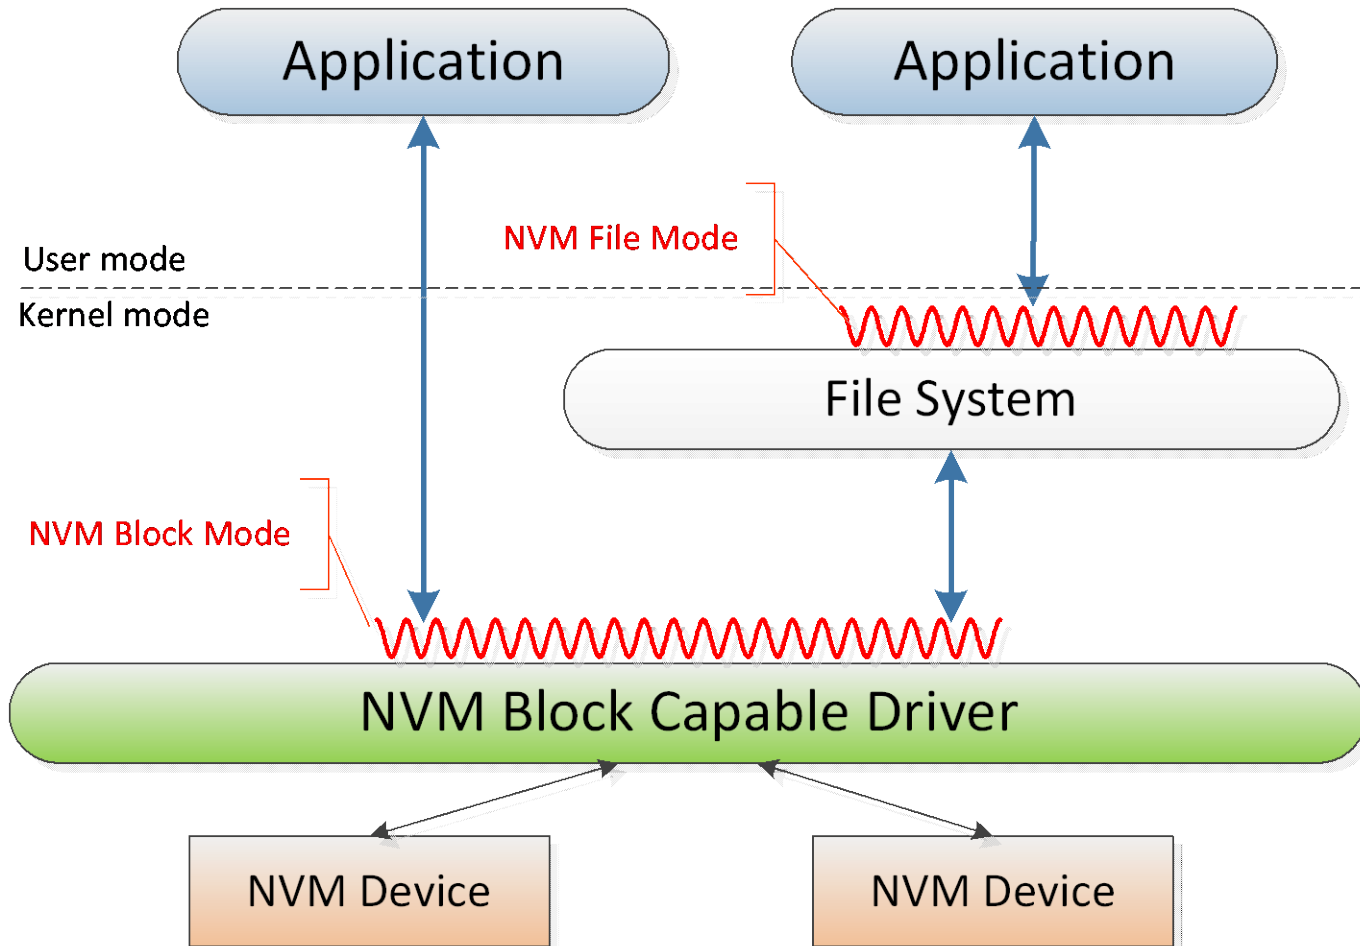 Application
Application
NVM File Mode
User mode
Kernel mode
File System
NVM Block Mode
NVM Block Capable Driver
NVM Device
NVM Device